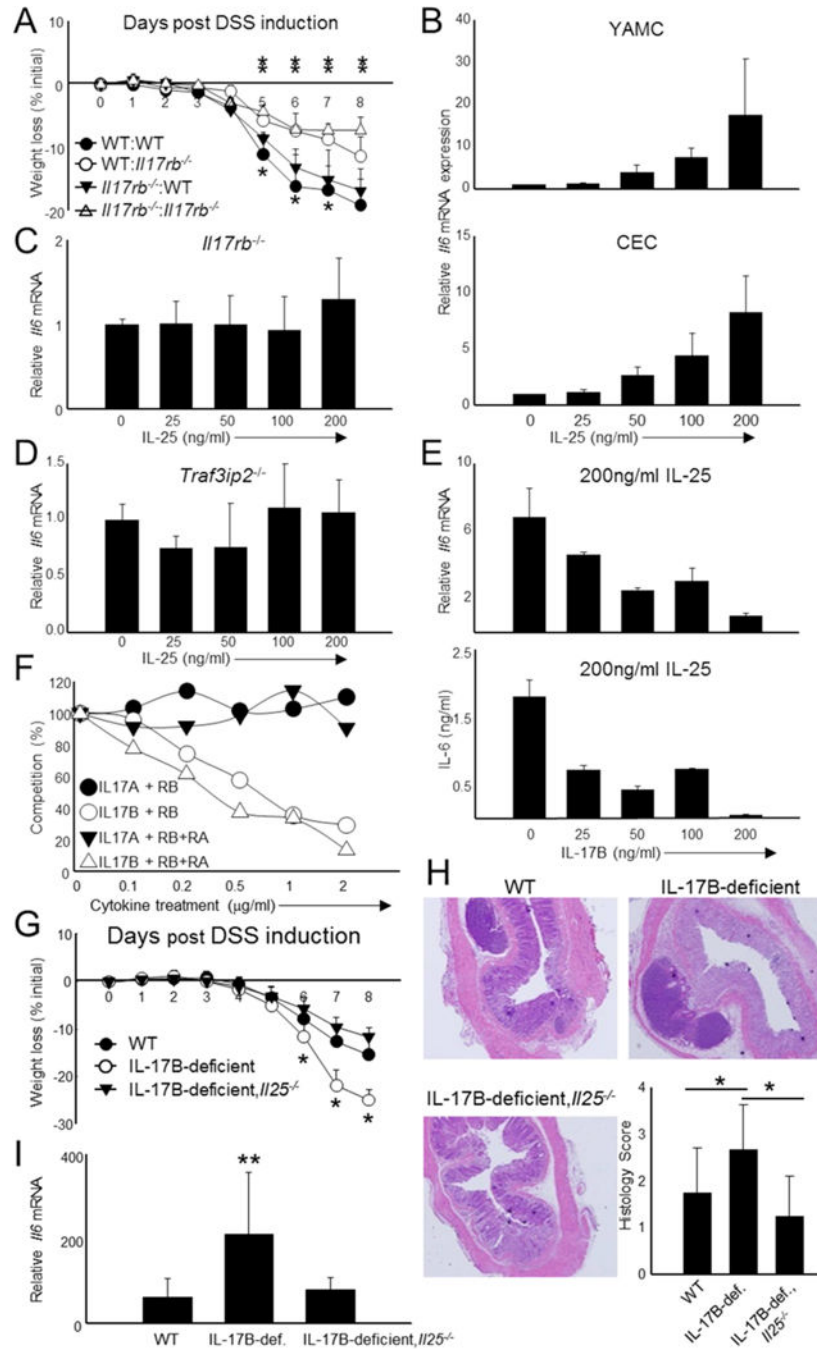 A
Days post DSS induction
10
0
-10
-20
Weight loss (% initial)
0 1 2 3 5 6 7 8
** ** ** **
* * *
WT:WT
WT:Il17rb-/-
Il17rb-/-:WT
Il17rb-/-:Il17rb-/-
B
YAMC
40
30
20
10
0
CEC
15
10
5
0
Relative Il6 mRNA expression
0 25 50 100 200
IL-25 (ng/ml)
C
Il17rb-/-
2
1
0
Relative Il6 mRNA
0 25 50 100 200
IL-25 (ng/ml)
D
Traf3ip2-/-
1.5
1.0
0.5
0.0
Relative Il6 mRNA
0 25 50 100 200
IL-25 (ng/ml)
E
200ng/ml IL-25
10
6
2
Relative Il6 mRNA
200ng/ml IL-25
2.5
1.5
0.5
IL-6 (ng/ml)
0 25 50 100 200
IL-17B (ng/ml)
F
120
100
80
60
40
20
0
Competition (%)
IL17A + RB
IL17B + RB
IL17A + RB+RA
IL17B + RB+RA
0 0.1 0.2 0.5 1 2
Cytokine treatment (μg/ml)
G
Days post DSS induction
10
0
-10
-20
-30
Weight loss (% initial)
0 1 2 3 4 6 7 8
* * *
WT
IL-17B-deficient
IL-17B-deficient,Il25-/-
H
WT
IL-17B-deficient
IL-17B-deficient,Il25-/-
4
3
2
1
0
Histology Score
* *
WT
IL-17B-def.
IL-17B-def.,
Il25-/-
I
400
200
0
Relative Il6 mRNA
**
WT
IL-17B-def.
IL-17B-deficient,Il25-/-